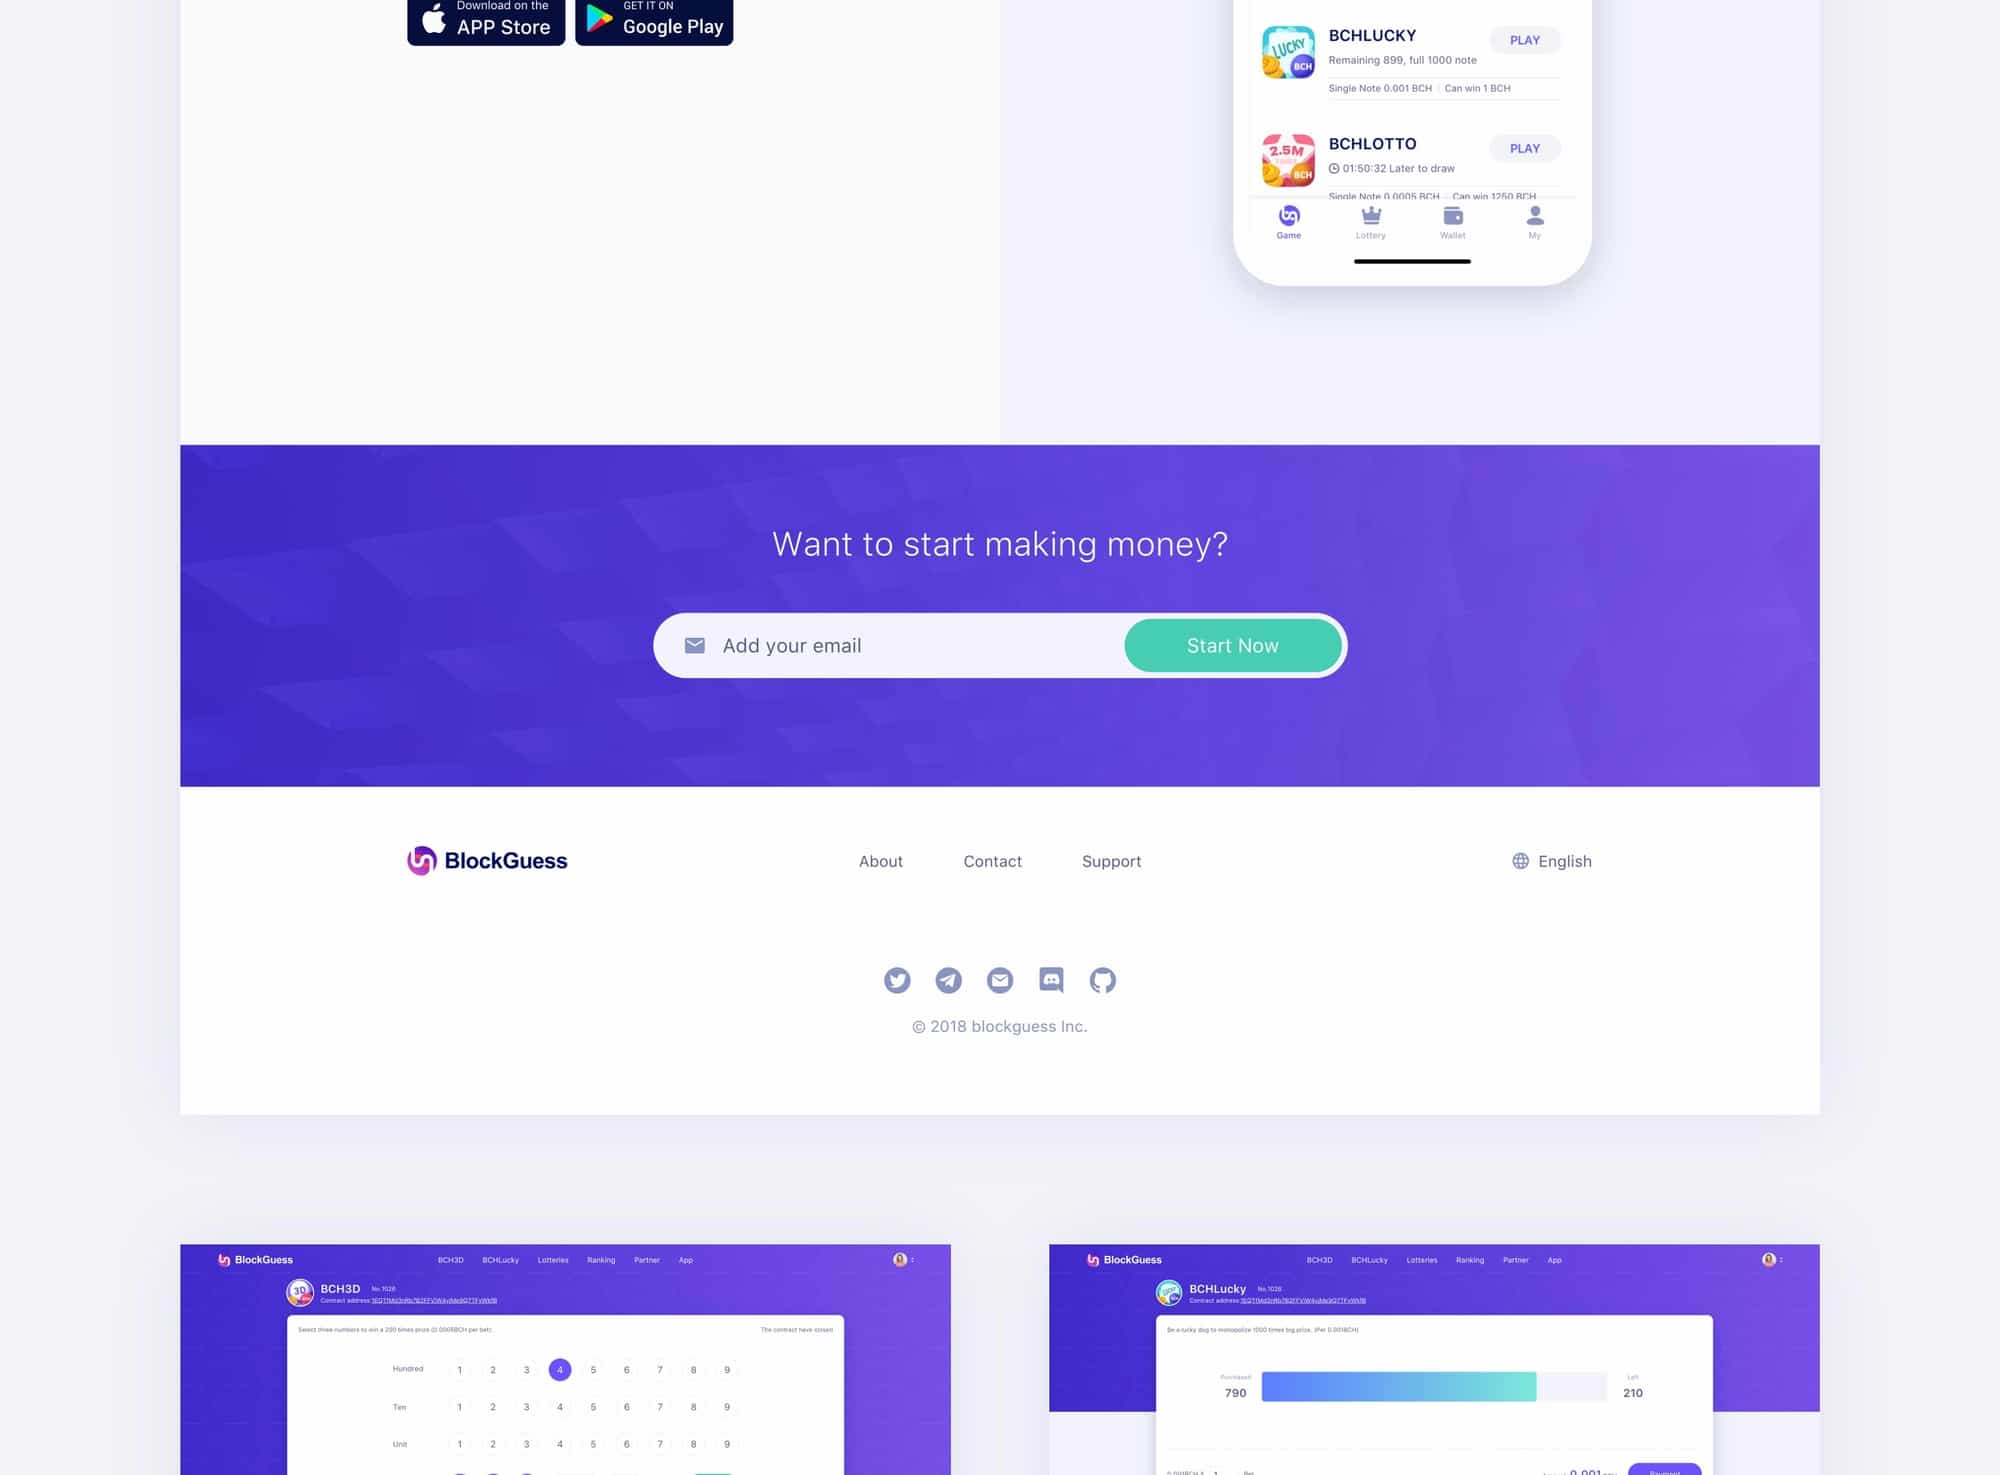 Download on the
APP Store
GET IT ON
Google Play
LUCKY
BCH
BCHLUCKY
PLAY
Remaining 899, full 1000 note
Single Note 0.001 BCH | Can win 1 BCH
2.5M
BCH
BCHLOTTO
PLAY
01:50:32 Later to draw
Single Note 0.0005 BCH | Can win 1250 BCH
Game
Lottery
Wallet
My
Want to start making money?
Add your email
Start Now
BlockGuess
About
Contact
Support
English
© 2018 blockguess Inc.
BlockGuess
BCH3D
BCHLucky
Lotteries
Ranking
Partner
App
3D
BCH3D
No.1026
Contract address:
Select three numbers to win a 200 times prize (0.0005BCH per bet)
The contract have closed
Hundred 1 2 3 4 5 6 7 8 9
Ten 1 2 3 4 5 6 7 8 9
Unit 1 2 3 4 5 6 7 8 9
BlockGuess
BCH3D
BCHLucky
Lotteries
Ranking
Partner
App
BCHLucky
No.1026
Contract address:
Be a lucky dog to monopolize 1000 times big prize. (Per 0.001BCH)
Purchased
790
Left
210
0.001BCH X 1 Bet
0.001
Payment